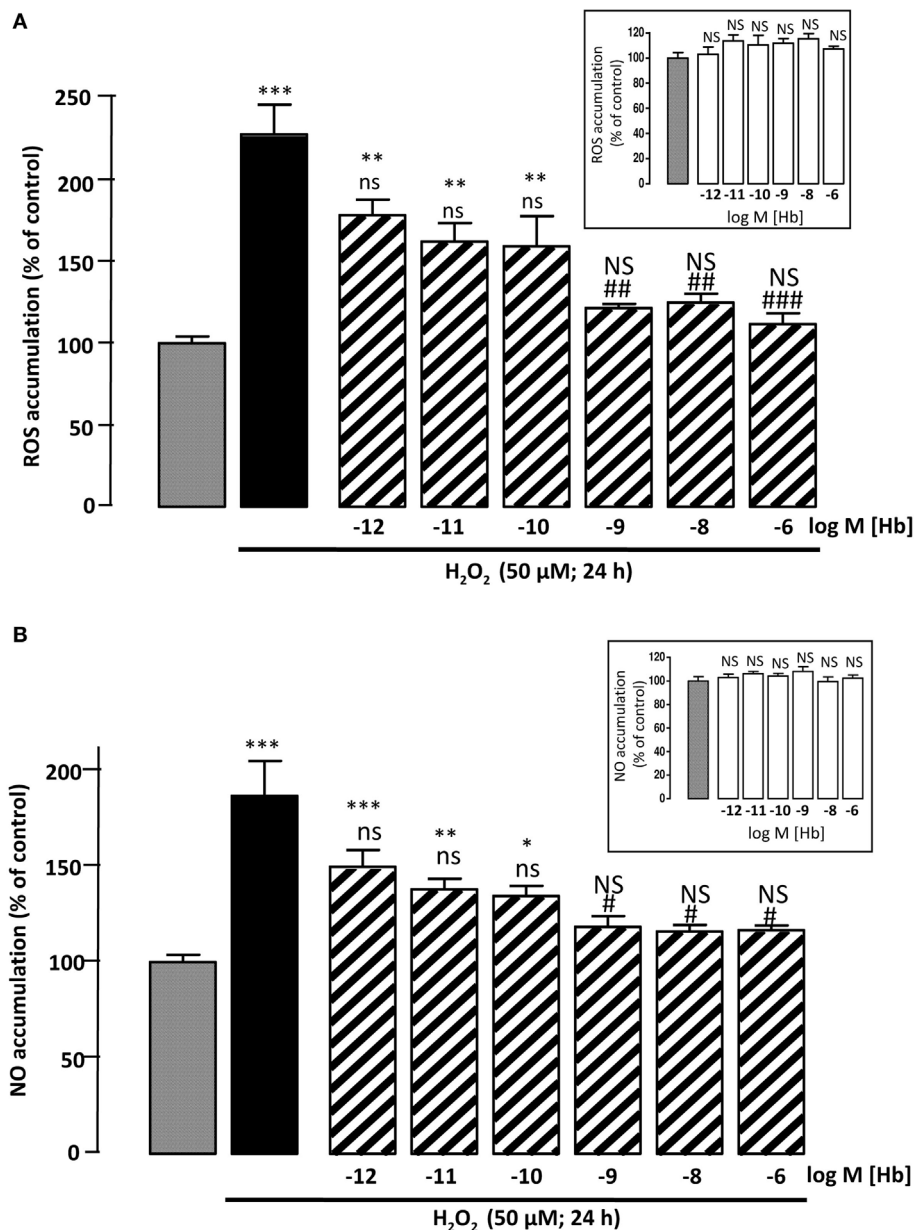 A
ROS accumulation (% of control)
250
200
150
100
50
0
***
**
ns
**
ns
**
ns
NS
##
NS
##
NS
###
-12 -11 -10 -9 -8 -6 log M [Hb]
H₂O₂ (50 µM; 24 h)
ROS accumulation
(% of control)
120
100
80
60
40
20
0
NS NS NS NS NS NS
-12 -11 -10 -9 -8 -6
log M [Hb]
B
NO accumulation (% of control)
200
150
100
50
0
***
***
ns
**
ns
*
ns
NS
#
NS
#
NS
#
-12 -11 -10 -9 -8 -6 log M [Hb]
H₂O₂ (50 µM; 24 h)
NO accumulation
(% of control)
120
100
80
60
40
20
0
NS NS NS NS NS NS
-12 -11 -10 -9 -8 -6
log M [Hb]